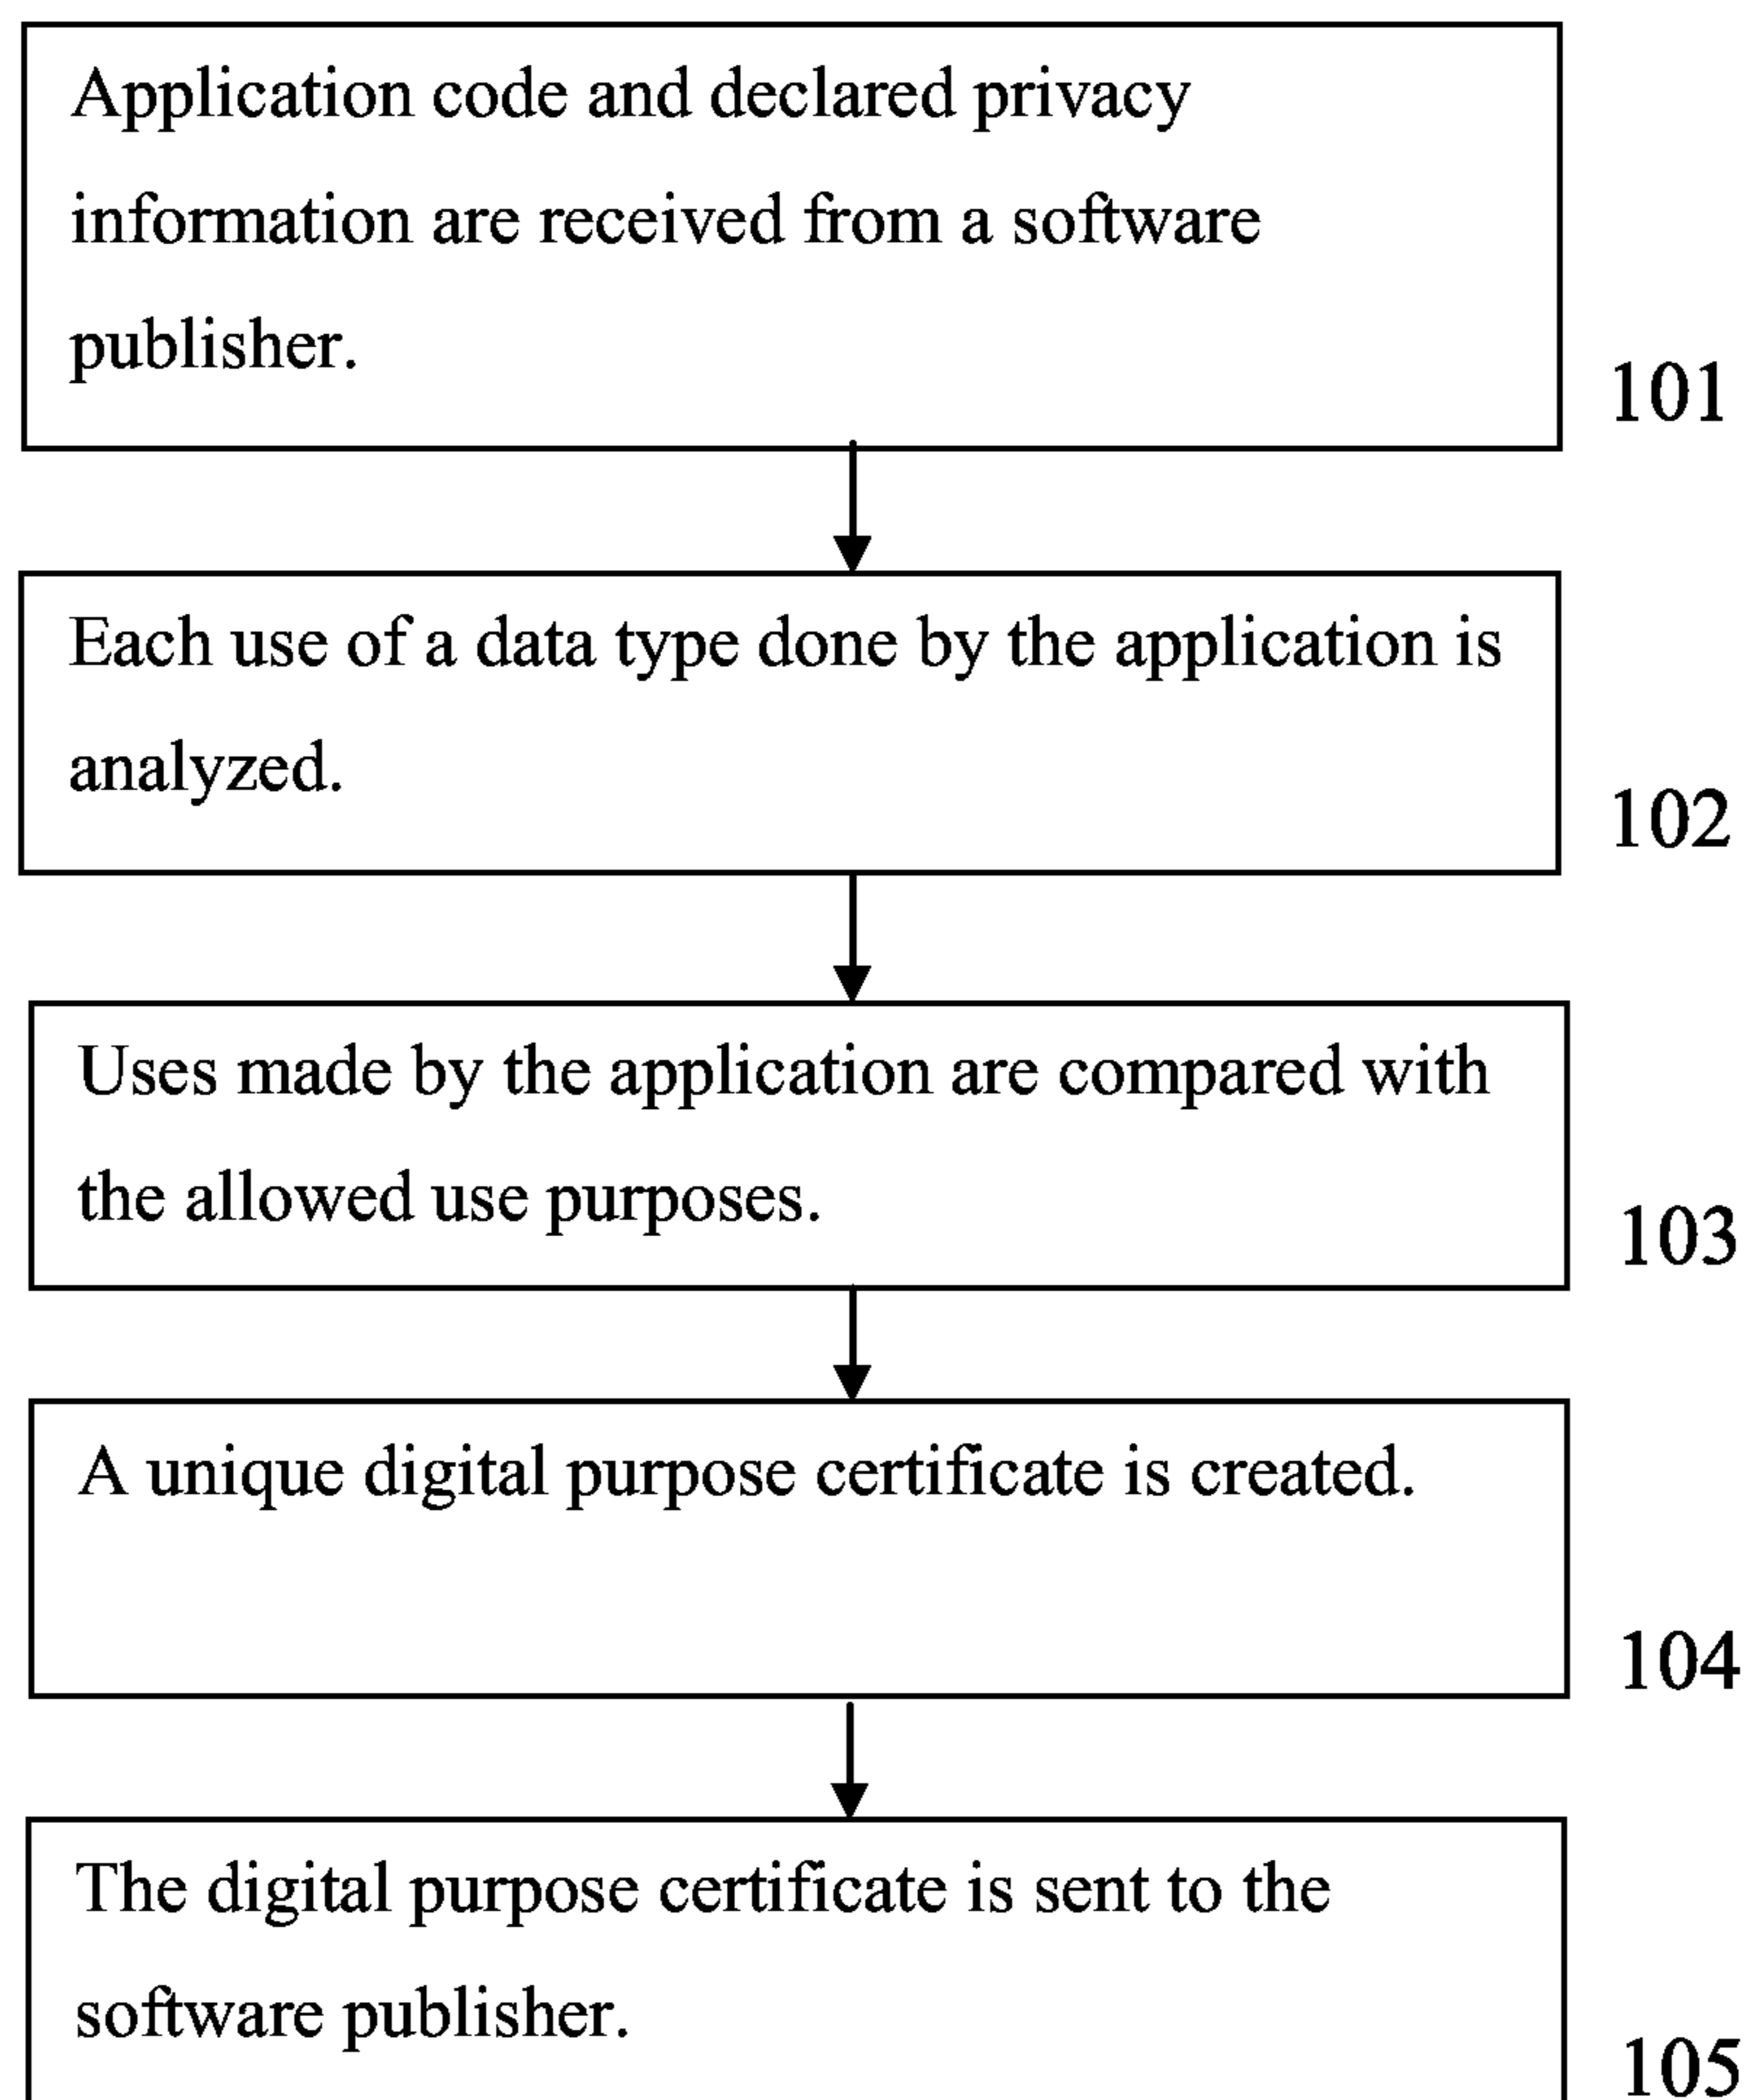 Application code and declared privacy
information are received from a software
publisher.
101
Each use of a data type done by the application is
analyzed.
102
Uses made by the application are compared with
the allowed use purposes.
103
A unique digital purpose certificate is created.
104
The digital purpose certificate is sent to the
software publisher.
105